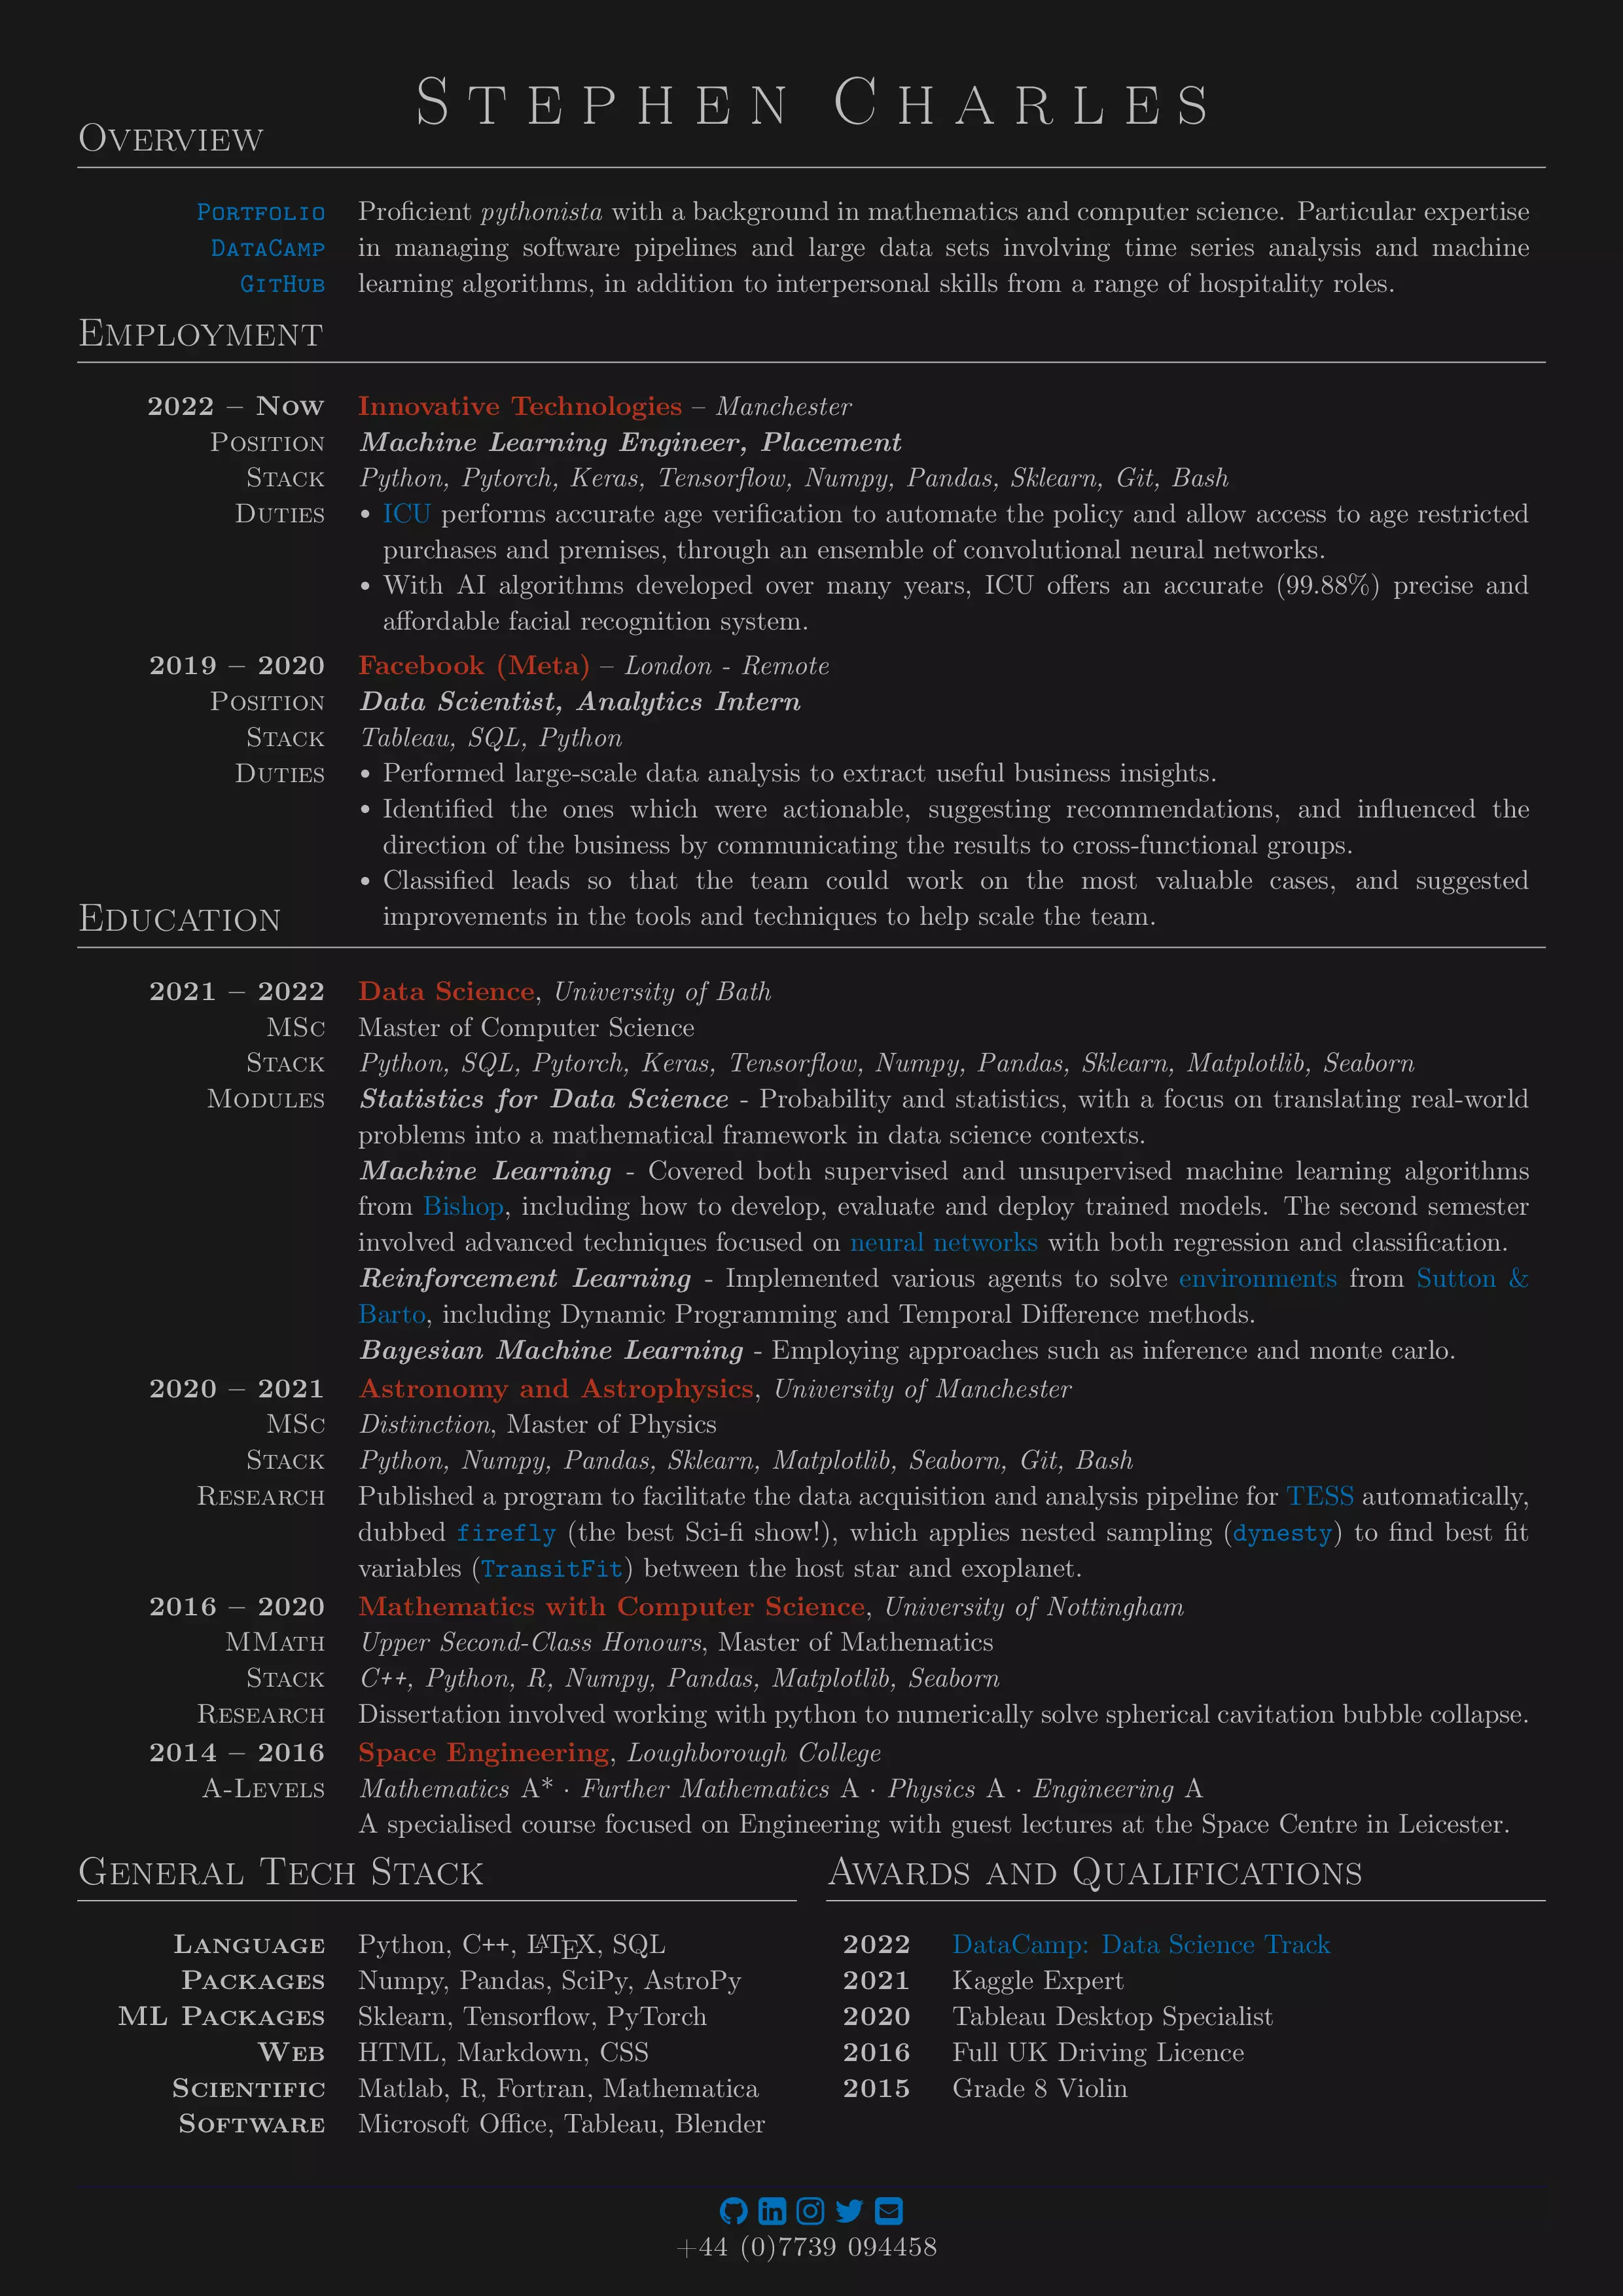 Stephen Charles
Overview
Portfolio
DataCamp
GitHub
Proficient pythonista with a background in mathematics and computer science. Particular expertise
in managing software pipelines and large data sets involving time series analysis and machine
learning algorithms, in addition to interpersonal skills from a range of hospitality roles.
Employment
2022 – Now Innovative Technologies – Manchester
Position Machine Learning Engineer, Placement
Stack Python, Pytorch, Keras, Tensorflow, Numpy, Pandas, Sklearn, Git, Bash
Duties • ICU performs accurate age verification to automate the policy and allow access to age restricted
purchases and premises, through an ensemble of convolutional neural networks.
• With AI algorithms developed over many years, ICU offers an accurate (99.88%) precise and
affordable facial recognition system.
2019 – 2020 Facebook (Meta) – London - Remote
Position Data Scientist, Analytics Intern
Stack Tableau, SQL, Python
Duties • Performed large-scale data analysis to extract useful business insights.
• Identified the ones which were actionable, suggesting recommendations, and influenced the
direction of the business by communicating the results to cross-functional groups.
• Classified leads so that the team could work on the most valuable cases, and suggested
improvements in the tools and techniques to help scale the team.
Education
2021 – 2022 Data Science, University of Bath
MSc Master of Computer Science
Stack Python, SQL, Pytorch, Keras, Tensorflow, Numpy, Pandas, Sklearn, Matplotlib, Seaborn
Modules Statistics for Data Science - Probability and statistics, with a focus on translating real-world
problems into a mathematical framework in data science contexts.
Machine Learning - Covered both supervised and unsupervised machine learning algorithms
from Bishop, including how to develop, evaluate and deploy trained models. The second semester
involved advanced techniques focused on neural networks with both regression and classification.
Reinforcement Learning - Implemented various agents to solve environments from Sutton &
Barto, including Dynamic Programming and Temporal Difference methods.
Bayesian Machine Learning - Employing approaches such as inference and monte carlo.
2020 – 2021 Astronomy and Astrophysics, University of Manchester
MSc Distinction, Master of Physics
Stack Python, Numpy, Pandas, Sklearn, Matplotlib, Seaborn, Git, Bash
Research Published a program to facilitate the data acquisition and analysis pipeline for TESS automatically,
dubbed firefly (the best Sci-fi show!), which applies nested sampling (dynesty) to find best fit
variables (TransitFit) between the host star and exoplanet.
2016 – 2020 Mathematics with Computer Science, University of Nottingham
MMath Upper Second-Class Honours, Master of Mathematics
Stack C++, Python, R, Numpy, Pandas, Matplotlib, Seaborn
Research Dissertation involved working with python to numerically solve spherical cavitation bubble collapse.
2014 – 2016 Space Engineering, Loughborough College
A-Levels Mathematics A* · Further Mathematics A · Physics A · Engineering A
A specialised course focused on Engineering with guest lectures at the Space Centre in Leicester.
General Tech Stack
Language Python, C++, LATEX, SQL
Packages Numpy, Pandas, SciPy, AstroPy
ML Packages Sklearn, Tensorflow, PyTorch
Web HTML, Markdown, CSS
Scientific Matlab, R, Fortran, Mathematica
Software Microsoft Office, Tableau, Blender
Awards and Qualifications
2022 DataCamp: Data Science Track
2021 Kaggle Expert
2020 Tableau Desktop Specialist
2016 Full UK Driving Licence
2015 Grade 8 Violin
+44 (0)7739 094458